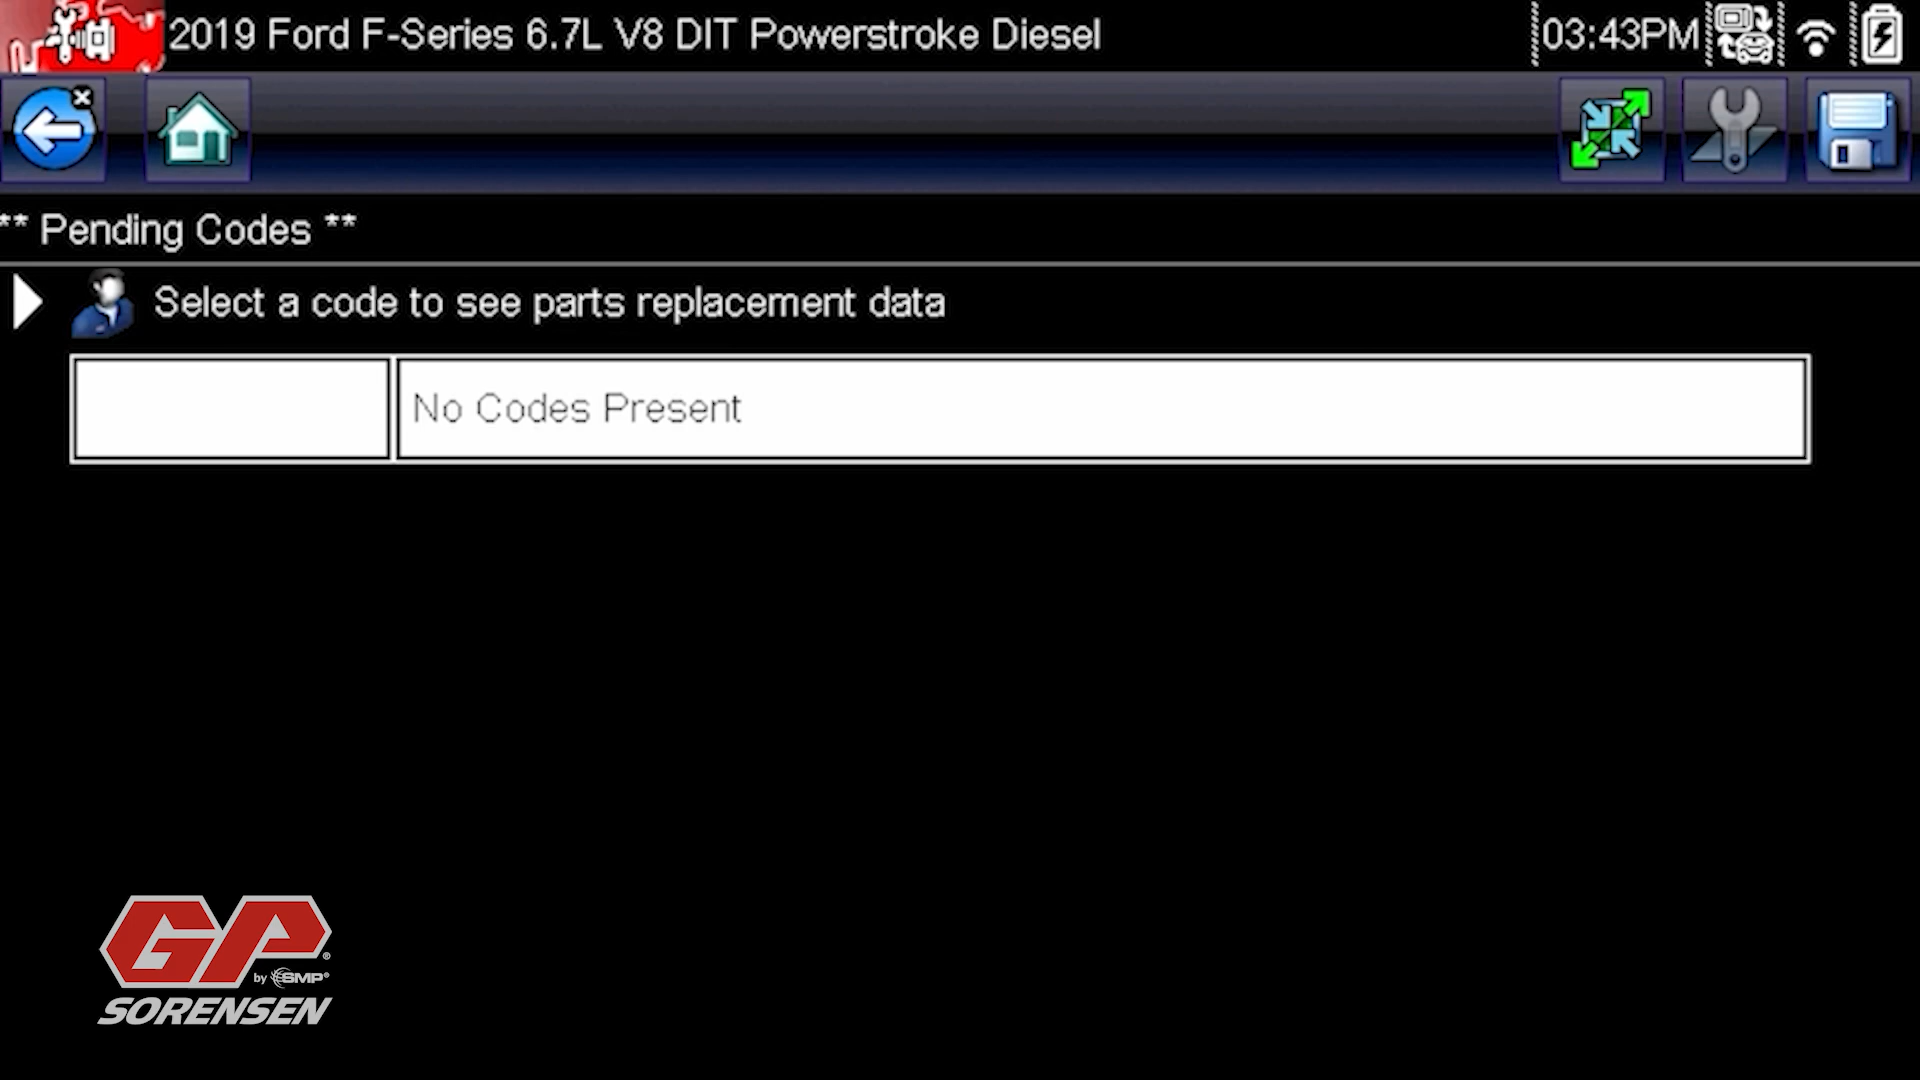 2019 Ford F-Series 6.7L V8 DIT Powerstroke Diesel
03:43PM
** Pending Codes **
Select a code to see parts replacement data
No Codes Present
GP®
by SMP®
SORENSEN